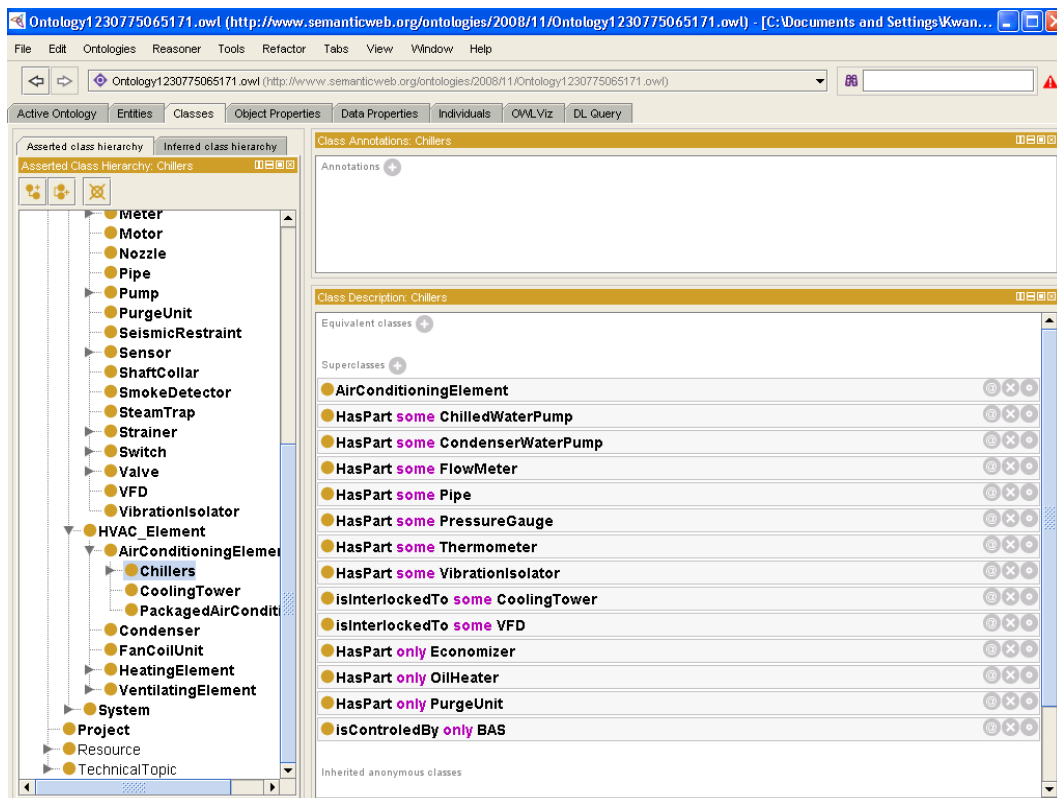 Ontology1230775065171.owl (http://www.semanticweb.org/ontologies/2008/11/Ontology1230775065171.owl) - [C:\Documents and Settings\Kwan...
File Edit Ontologies Reasoner Tools Refactor Tabs View Window Help
Ontology1230775065171.owl (http://www.semanticweb.org/ontologies/2008/11/Ontology1230775065171.owl)
Active Ontology Entities Classes Object Properties Data Properties Individuals OWLViz DL Query
Asserted class hierarchy Inferred class hierarchy
Asserted Class Hierarchy: Chillers
Meter
Motor
Nozzle
Pipe
Pump
PurgeUnit
SeismicRestraint
Sensor
ShaftCollar
SmokeDetector
SteamTrap
Strainer
Switch
Valve
VFD
VibrationIsolator
HVAC_Element
AirConditioningElemen
Chillers
CoolingTower
PackagedAirConditi
Condenser
FanCoilUnit
HeatingElement
VentilatingElement
System
Project
Resource
TechnicalTopic
Class Annotations: Chillers
Annotations
Class Description: Chillers
Equivalent classes
Superclasses
AirConditioningElement
HasPart some ChilledWaterPump
HasPart some CondenserWaterPump
HasPart some FlowMeter
HasPart some Pipe
HasPart some PressureGauge
HasPart some Thermometer
HasPart some VibrationIsolator
isInterlockedTo some CoolingTower
isInterlockedTo some VFD
HasPart only Economizer
HasPart only OilHeater
HasPart only PurgeUnit
isControledBy only BAS
Inherited anonymous classes